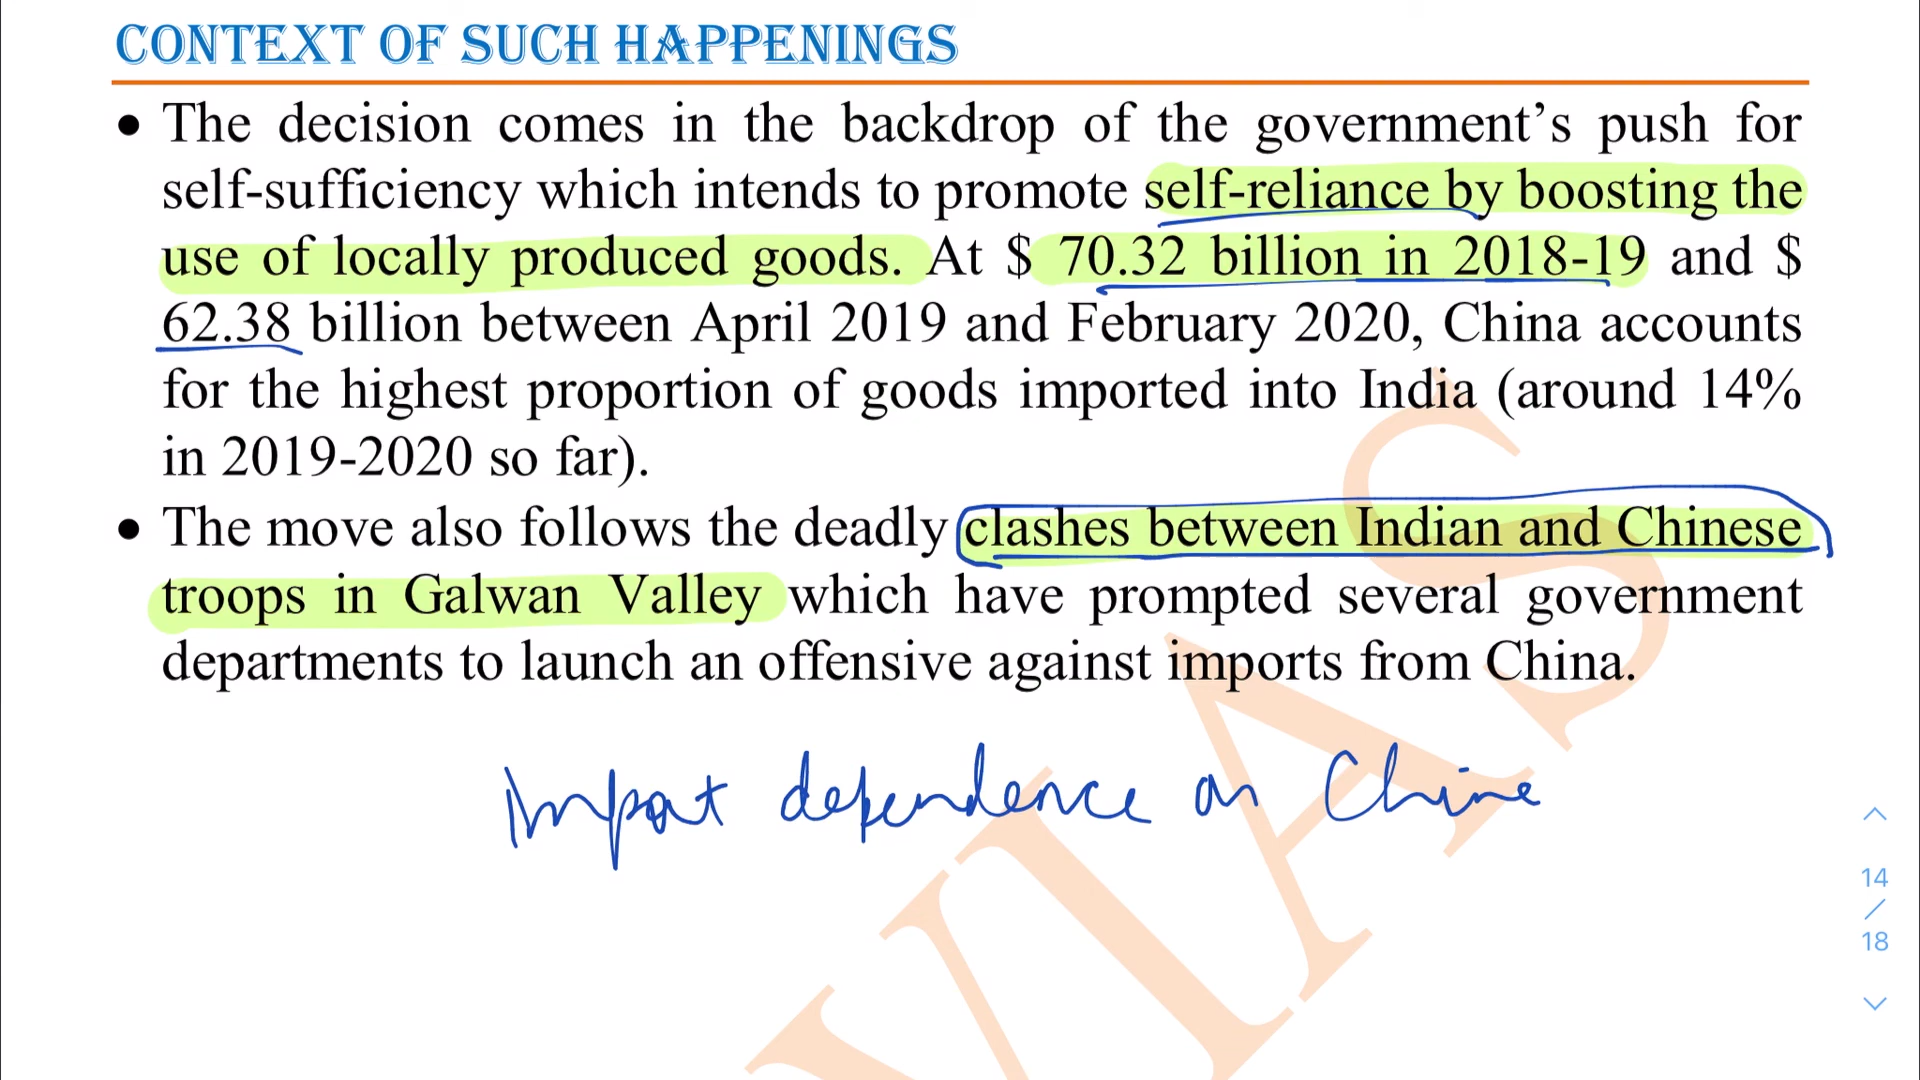 CONTEXT OF SUCH HAPPENINGS
• The decision comes in the backdrop of the government’s push for
self-sufficiency which intends to promote self-reliance by boosting the
use of locally produced goods. At $ 70.32 billion in 2018-19 and $
62.38 billion between April 2019 and February 2020, China accounts
for the highest proportion of goods imported into India (around 14%
in 2019-2020 so far).
• The move also follows the deadly clashes between Indian and Chinese
troops in Galwan Valley which have prompted several government
departments to launch an offensive against imports from China.
Import dependence on China
14
/
18
VIAS